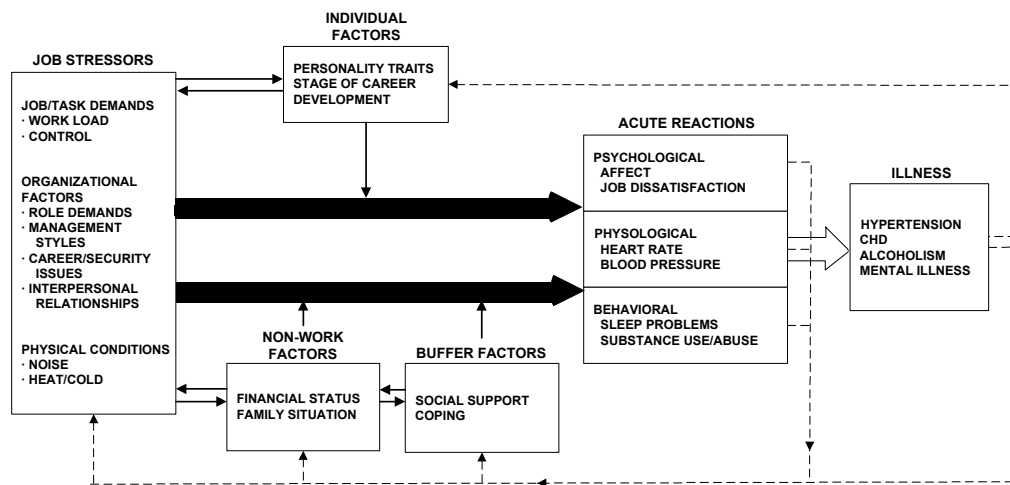 JOB STRESSORS
JOB/TASK DEMANDS
· WORK LOAD
· CONTROL
ORGANIZATIONAL
FACTORS
· ROLE DEMANDS
· MANAGEMENT
STYLES
· CAREER/SECURITY
ISSUES
· INTERPERSONAL
RELATIONSHIPS
PHYSICAL CONDITIONS
· NOISE
· HEAT/COLD
INDIVIDUAL
FACTORS
PERSONALITY TRAITS
STAGE OF CAREER
DEVELOPMENT
NON-WORK
FACTORS
FINANCIAL STATUS
FAMILY SITUATION
BUFFER FACTORS
SOCIAL SUPPORT
COPING
ACUTE REACTIONS
PSYCHOLOGICAL
AFFECT
JOB DISSATISFACTION
PHYSOLOGICAL
HEART RATE
BLOOD PRESSURE
BEHAVIORAL
SLEEP PROBLEMS
SUBSTANCE USE/ABUSE
ILLNESS
HYPERTENSION
CHD
ALCOHOLISM
MENTAL ILLNESS